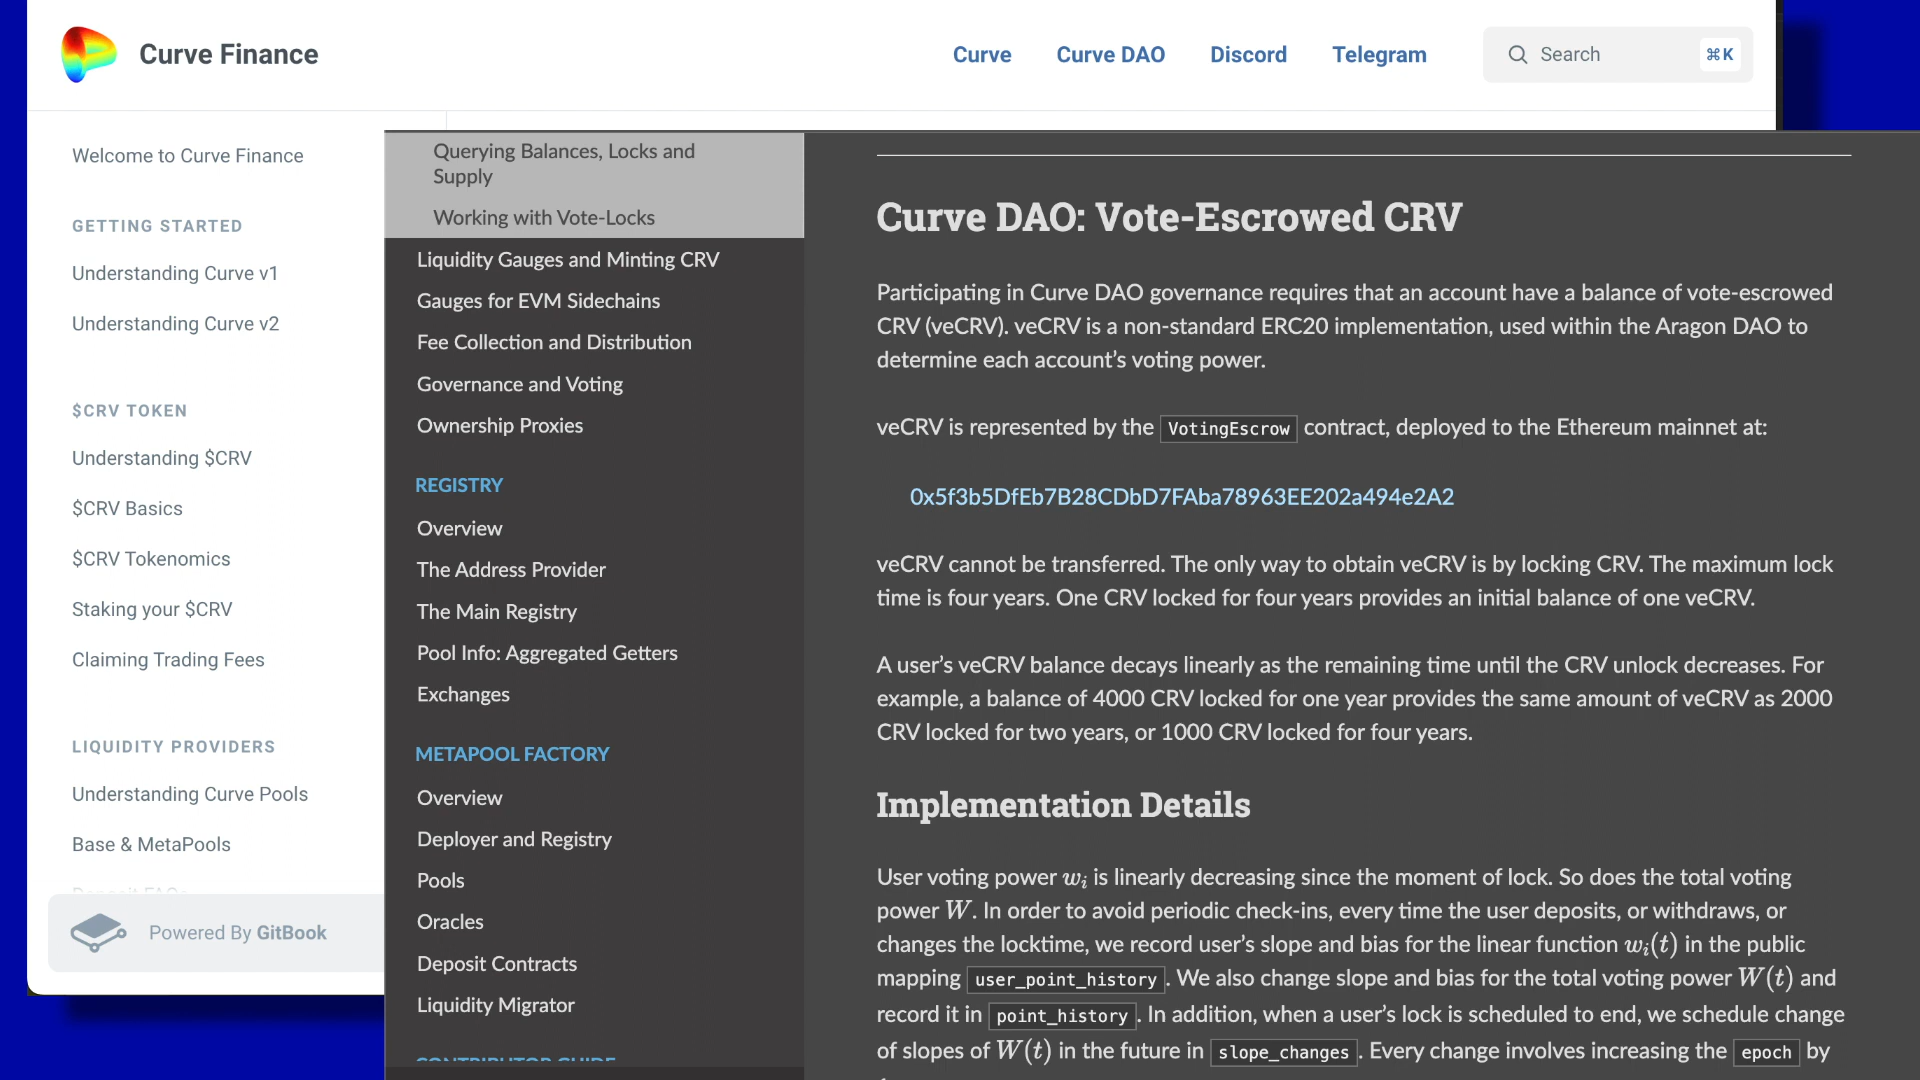 Curve Finance
Curve
Curve DAO
Discord
Telegram
Search
⌘K
Welcome to Curve Finance
GETTING STARTED
Understanding Curve v1
Understanding Curve v2
$CRV TOKEN
Understanding $CRV
$CRV Basics
$CRV Tokenomics
Staking your $CRV
Claiming Trading Fees
LIQUIDITY PROVIDERS
Understanding Curve Pools
Base & MetaPools
Powered By GitBook
Querying Balances, Locks and
Supply
Working with Vote-Locks
Liquidity Gauges and Minting CRV
Gauges for EVM Sidechains
Fee Collection and Distribution
Governance and Voting
Ownership Proxies
REGISTRY
Overview
The Address Provider
The Main Registry
Pool Info: Aggregated Getters
Exchanges
METAPOOL FACTORY
Overview
Deployer and Registry
Pools
Oracles
Deposit Contracts
Liquidity Migrator
Curve DAO: Vote-Escrowed CRV
Participating in Curve DAO governance requires that an account have a balance of vote-escrowed
CRV (veCRV). veCRV is a non-standard ERC20 implementation, used within the Aragon DAO to
determine each account's voting power.
veCRV is represented by the VotingEscrow contract, deployed to the Ethereum mainnet at:
0x5f3b5DfEb7B28CDbD7FAba78963EE202a494e2A2
veCRV cannot be transferred. The only way to obtain veCRV is by locking CRV. The maximum lock
time is four years. One CRV locked for four years provides an initial balance of one veCRV.
A user's veCRV balance decays linearly as the remaining time until the CRV unlock decreases. For
example, a balance of 4000 CRV locked for one year provides the same amount of veCRV as 2000
CRV locked for two years, or 1000 CRV locked for four years.
Implementation Details
User voting power wᵢ is linearly decreasing since the moment of lock. So does the total voting
power W. In order to avoid periodic check-ins, every time the user deposits, or withdraws, or
changes the locktime, we record user's slope and bias for the linear function wᵢ(t) in the public
mapping user_point_history. We also change slope and bias for the total voting power W(t) and
record it in point_history. In addition, when a user's lock is scheduled to end, we schedule change
of slopes of W(t) in the future in slope_changes. Every change involves increasing the epoch by